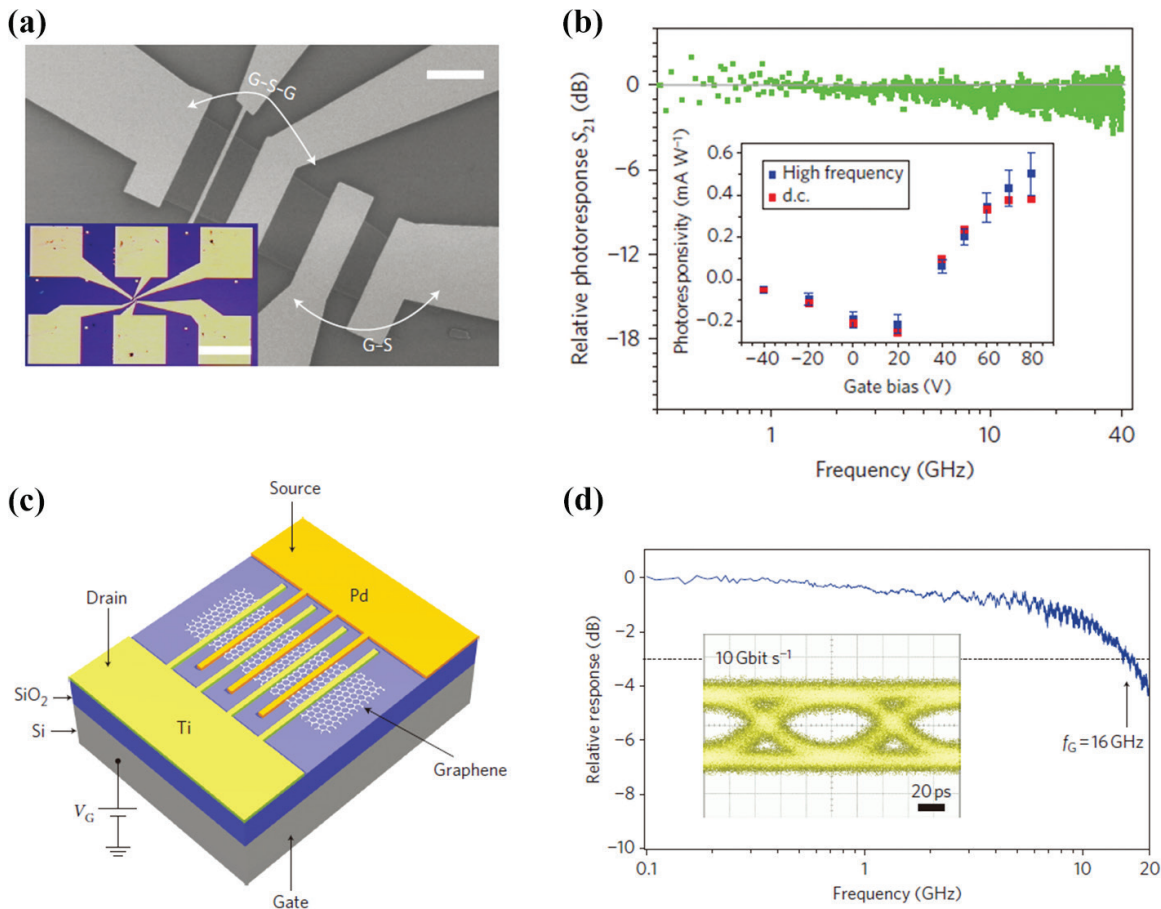 (a)
G–S–G
G–S
(b)
Relative photoresponse S21 (dB)
0
−6
−12
−18
1
10
40
Frequency (GHz)
Photoresponsivity (mA W−1)
0.6
0.4
0.2
0.0
−0.2
High frequency
d.c.
−40
−20
0
20
40
60
80
Gate bias (V)
(c)
Source
Pd
Drain
SiO2
Si
Ti
Graphene
VG
Gate
(d)
Relative response (dB)
0
−2
−4
−6
−8
−10
10 Gbit s−1
20 ps
fG = 16 GHz
0.1
1
10
20
Frequency (GHz)